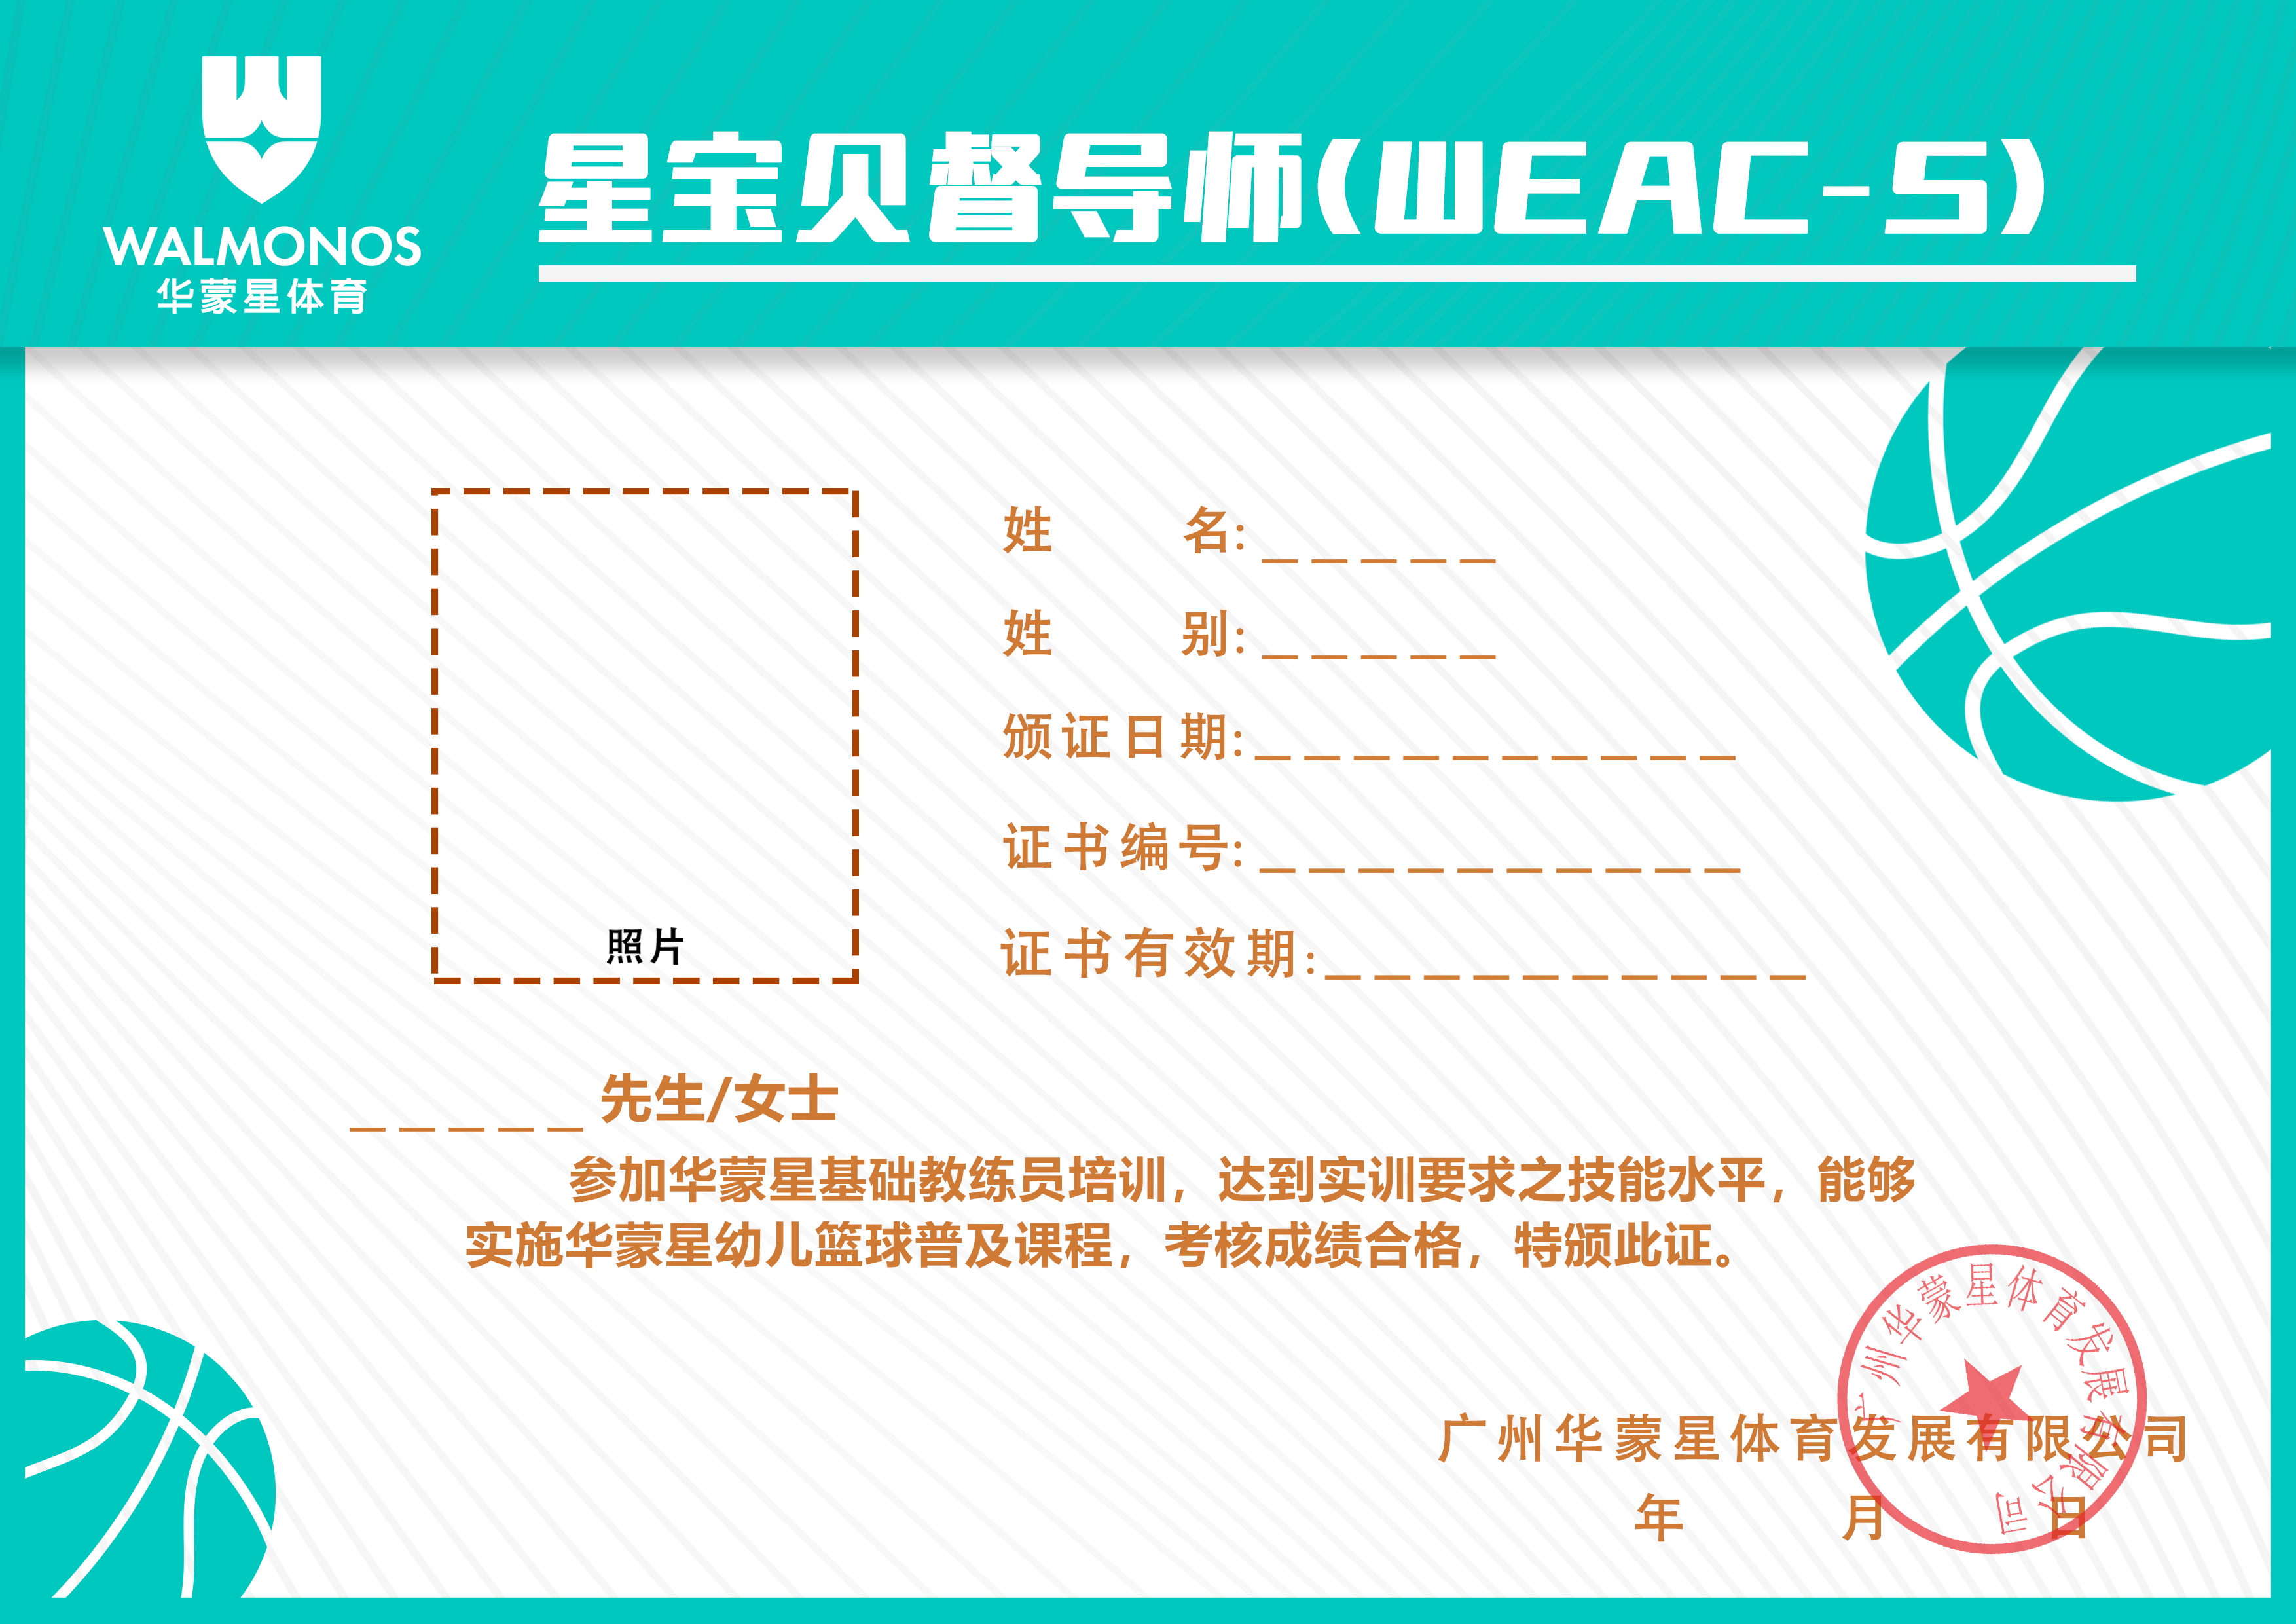 WALMONOS
华蒙星体育
星宝贝督导师(WEAC-S)
照片
姓 名:_____
姓 别:_____
颁证日期:__________
证书编号:__________
证书有效期:__________
_____先生/女士
参加华蒙星基础教练员培训，达到实训要求之技能水平，能够
实施华蒙星幼儿篮球普及课程，考核成绩合格，特颁此证。
广州华蒙星体育发展有限公司
广州华蒙星体育发展有限公司
年 月 日